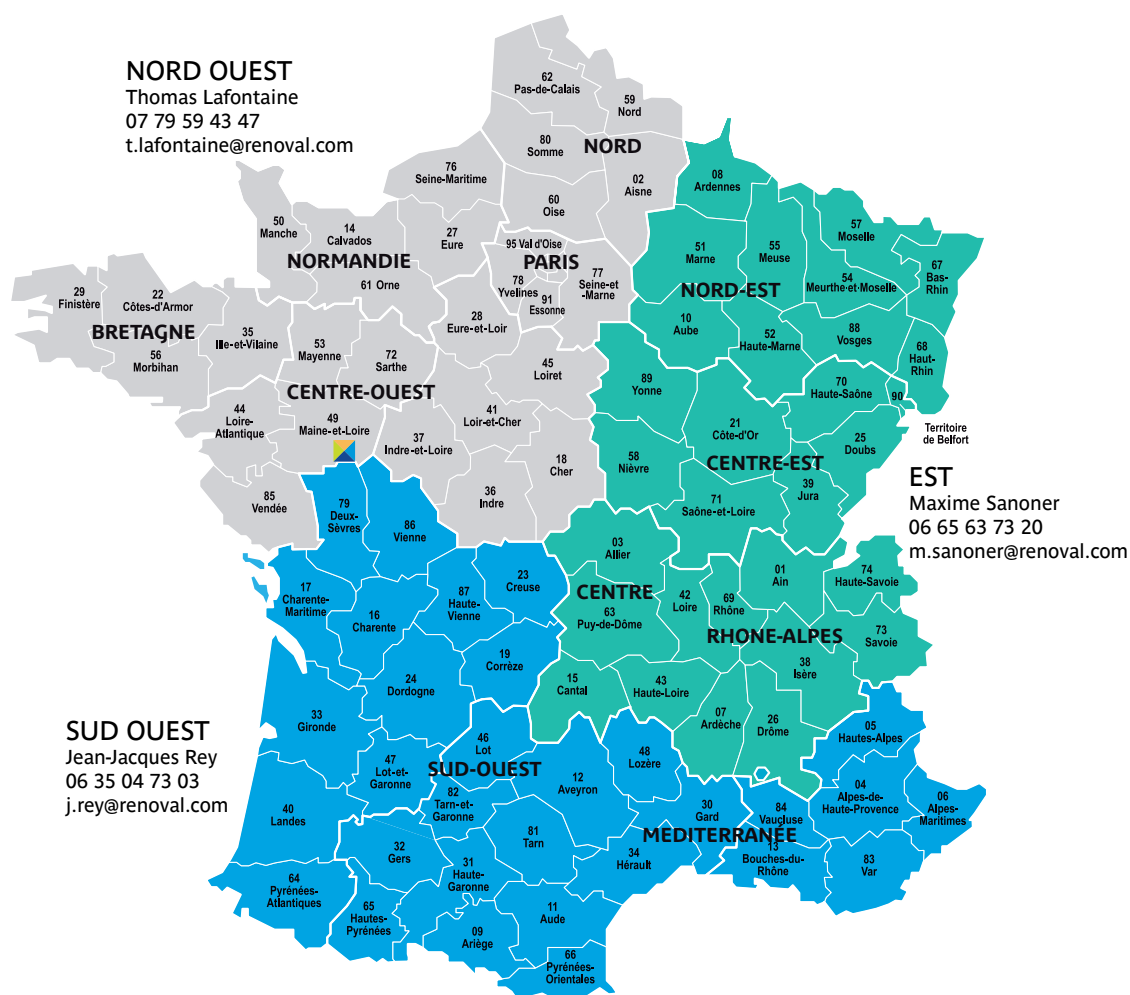 NORD OUEST
Thomas Lafontaine
07 79 59 43 47
t.lafontaine@renoval.com
62
Pas-de-Calais
59
Nord
80
Somme
NORD
02
Aisne
60
Oise
76
Seine-Maritime
27
Eure
50
Manche
14
Calvados
NORMANDIE
61 Orne
95 Val d'Oise
PARIS
78
Yvelines
91
Essonne
77
Seine-et
-Marne
28
Eure-et-Loir
29
Finistère
22
Côtes-d'Armor
BRETAGNE
35
Ille-et-Vilaine
56
Morbihan
53
Mayenne
72
Sarthe
CENTRE-OUEST
45
Loiret
44
Loire-
Atlantique
49
Maine-et-Loire
37
Indre-et-Loire
41
Loir-et-Cher
18
Cher
36
Indre
85
Vendée
08
Ardennes
51
Marne
55
Meuse
57
Moselle
54
Meurthe-et-Moselle
67
Bas-
Rhin
NORD-EST
10
Aube
52
Haute-Marne
88
Vosges
68
Haut-
Rhin
89
Yonne
70
Haute-Saône
90
Territoire
de Belfort
21
Côte-d'Or
25
Doubs
58
Nièvre
CENTRE-EST
39
Jura
71
Saône-et-Loire
EST
Maxime Sanoner
06 65 63 73 20
m.sanoner@renoval.com
03
Allier
CENTRE
63
Puy-de-Dôme
42
Loire
69
Rhône
01
Ain
74
Haute-Savoie
RHONE-ALPES
73
Savoie
38
Isère
15
Cantal
43
Haute-Loire
07
Ardèche
26
Drôme
79
Deux-
Sèvres
86
Vienne
17
Charente-
Maritime
16
Charente
87
Haute-
Vienne
23
Creuse
19
Corrèze
24
Dordogne
33
Gironde
SUD OUEST
Jean-Jacques Rey
06 35 04 73 03
j.rey@renoval.com
46
Lot
SUD-OUEST
47
Lot-et-
Garonne
82
Tarn-et-
Garonne
12
Aveyron
48
Lozère
40
Landes
32
Gers
81
Tarn
31
Haute-
Garonne
64
Pyrénées-
Atlantiques
65
Hautes-
Pyrénées
09
Ariège
11
Aude
66
Pyrénées-
Orientales
30
Gard
MEDITERRANÉE
34
Hérault
84
Vaucluse
13
Bouches-du-
Rhône
05
Hautes-Alpes
04
Alpes-de-
Haute-Provence
06
Alpes-
Maritimes
83
Var